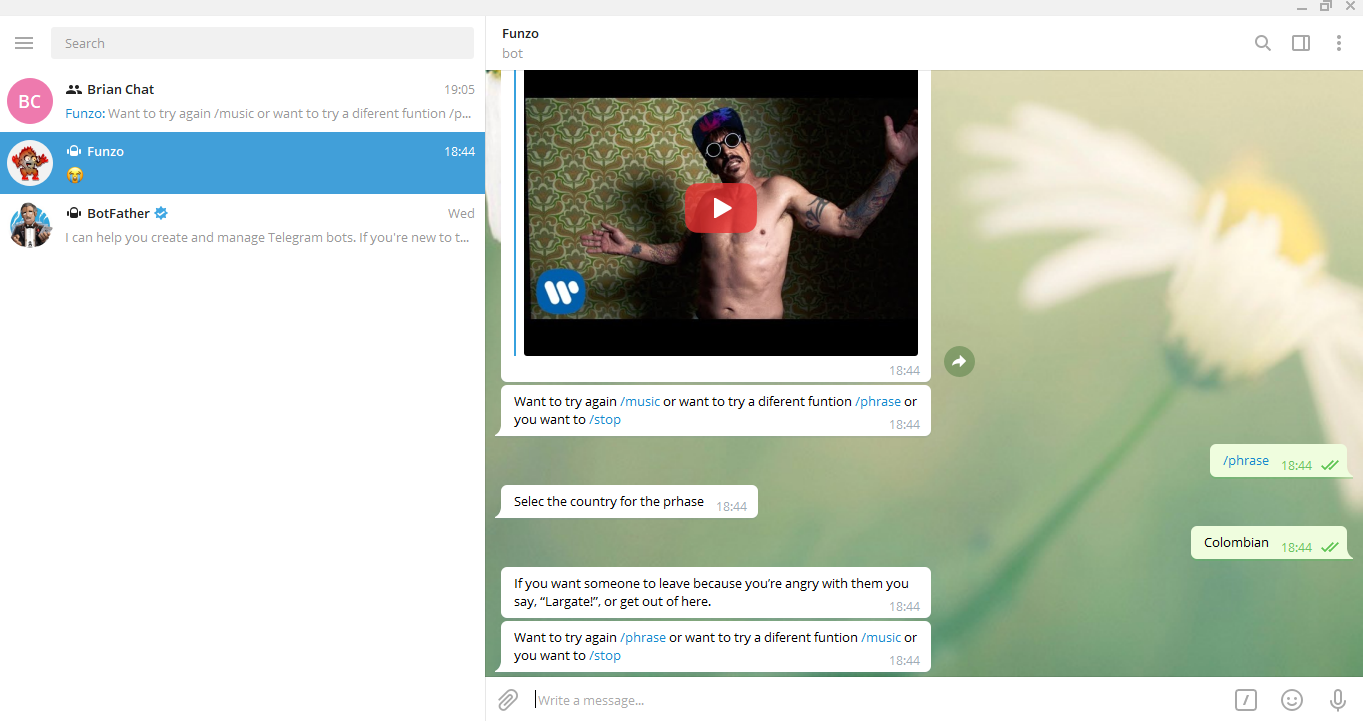 Search
BC
Brian Chat
19:05
Funzo: Want to try again /music or want to try a diferent funtion /p...
Funzo
18:44
BotFather
Wed
I can help you create and manage Telegram bots. If you're new to t...
Funzo
bot
W
18:44
Want to try again /music or want to try a diferent funtion /phrase or
you want to /stop
18:44
/phrase 18:44
Selec the country for the prhase 18:44
Colombian 18:44
If you want someone to leave because you’re angry with them you
say, “Largate!”, or get out of here.
18:44
Want to try again /phrase or want to try a diferent funtion /music or
you want to /stop
18:44
Write a message...
/